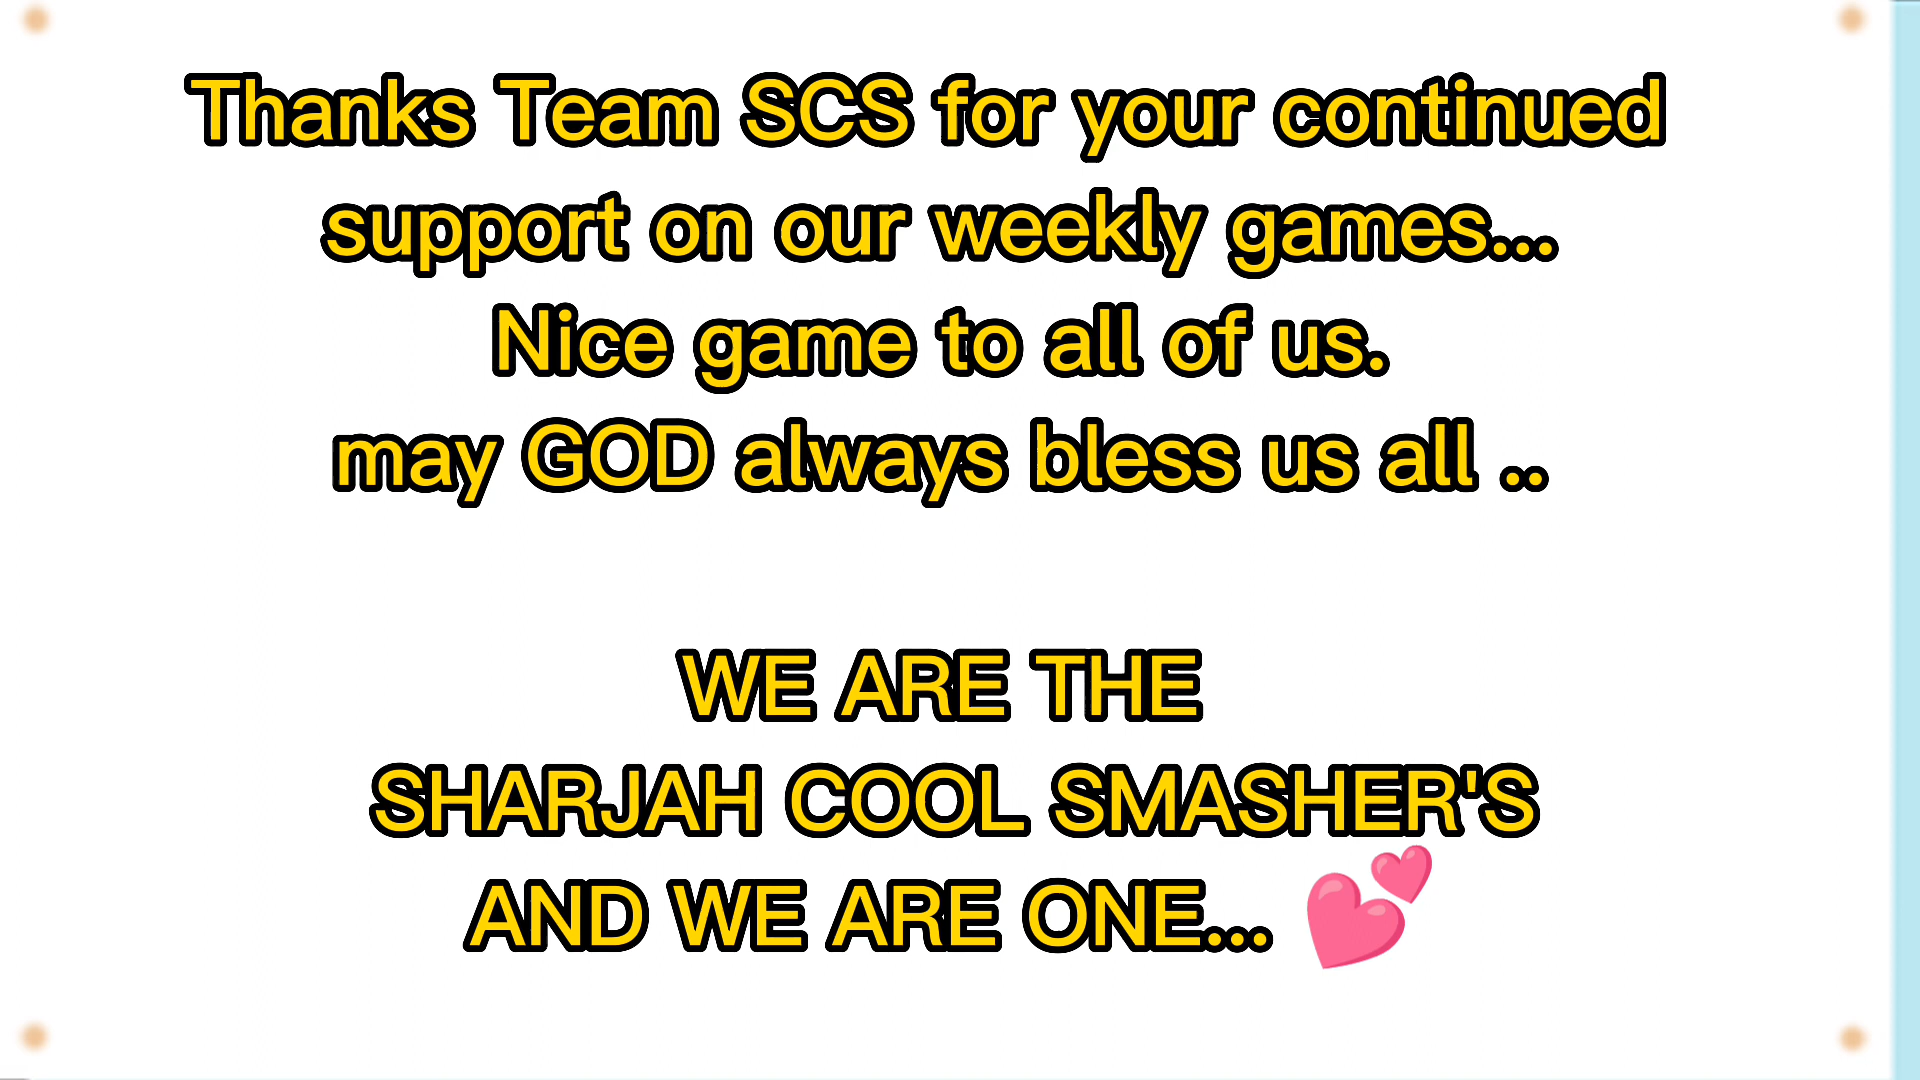 Thanks Team SCS for your continued
support on our weekly games...
Nice game to all of us.
may GOD always bless us all ..
WE ARE THE
SHARJAH COOL SMASHER'S
AND WE ARE ONE... 💕